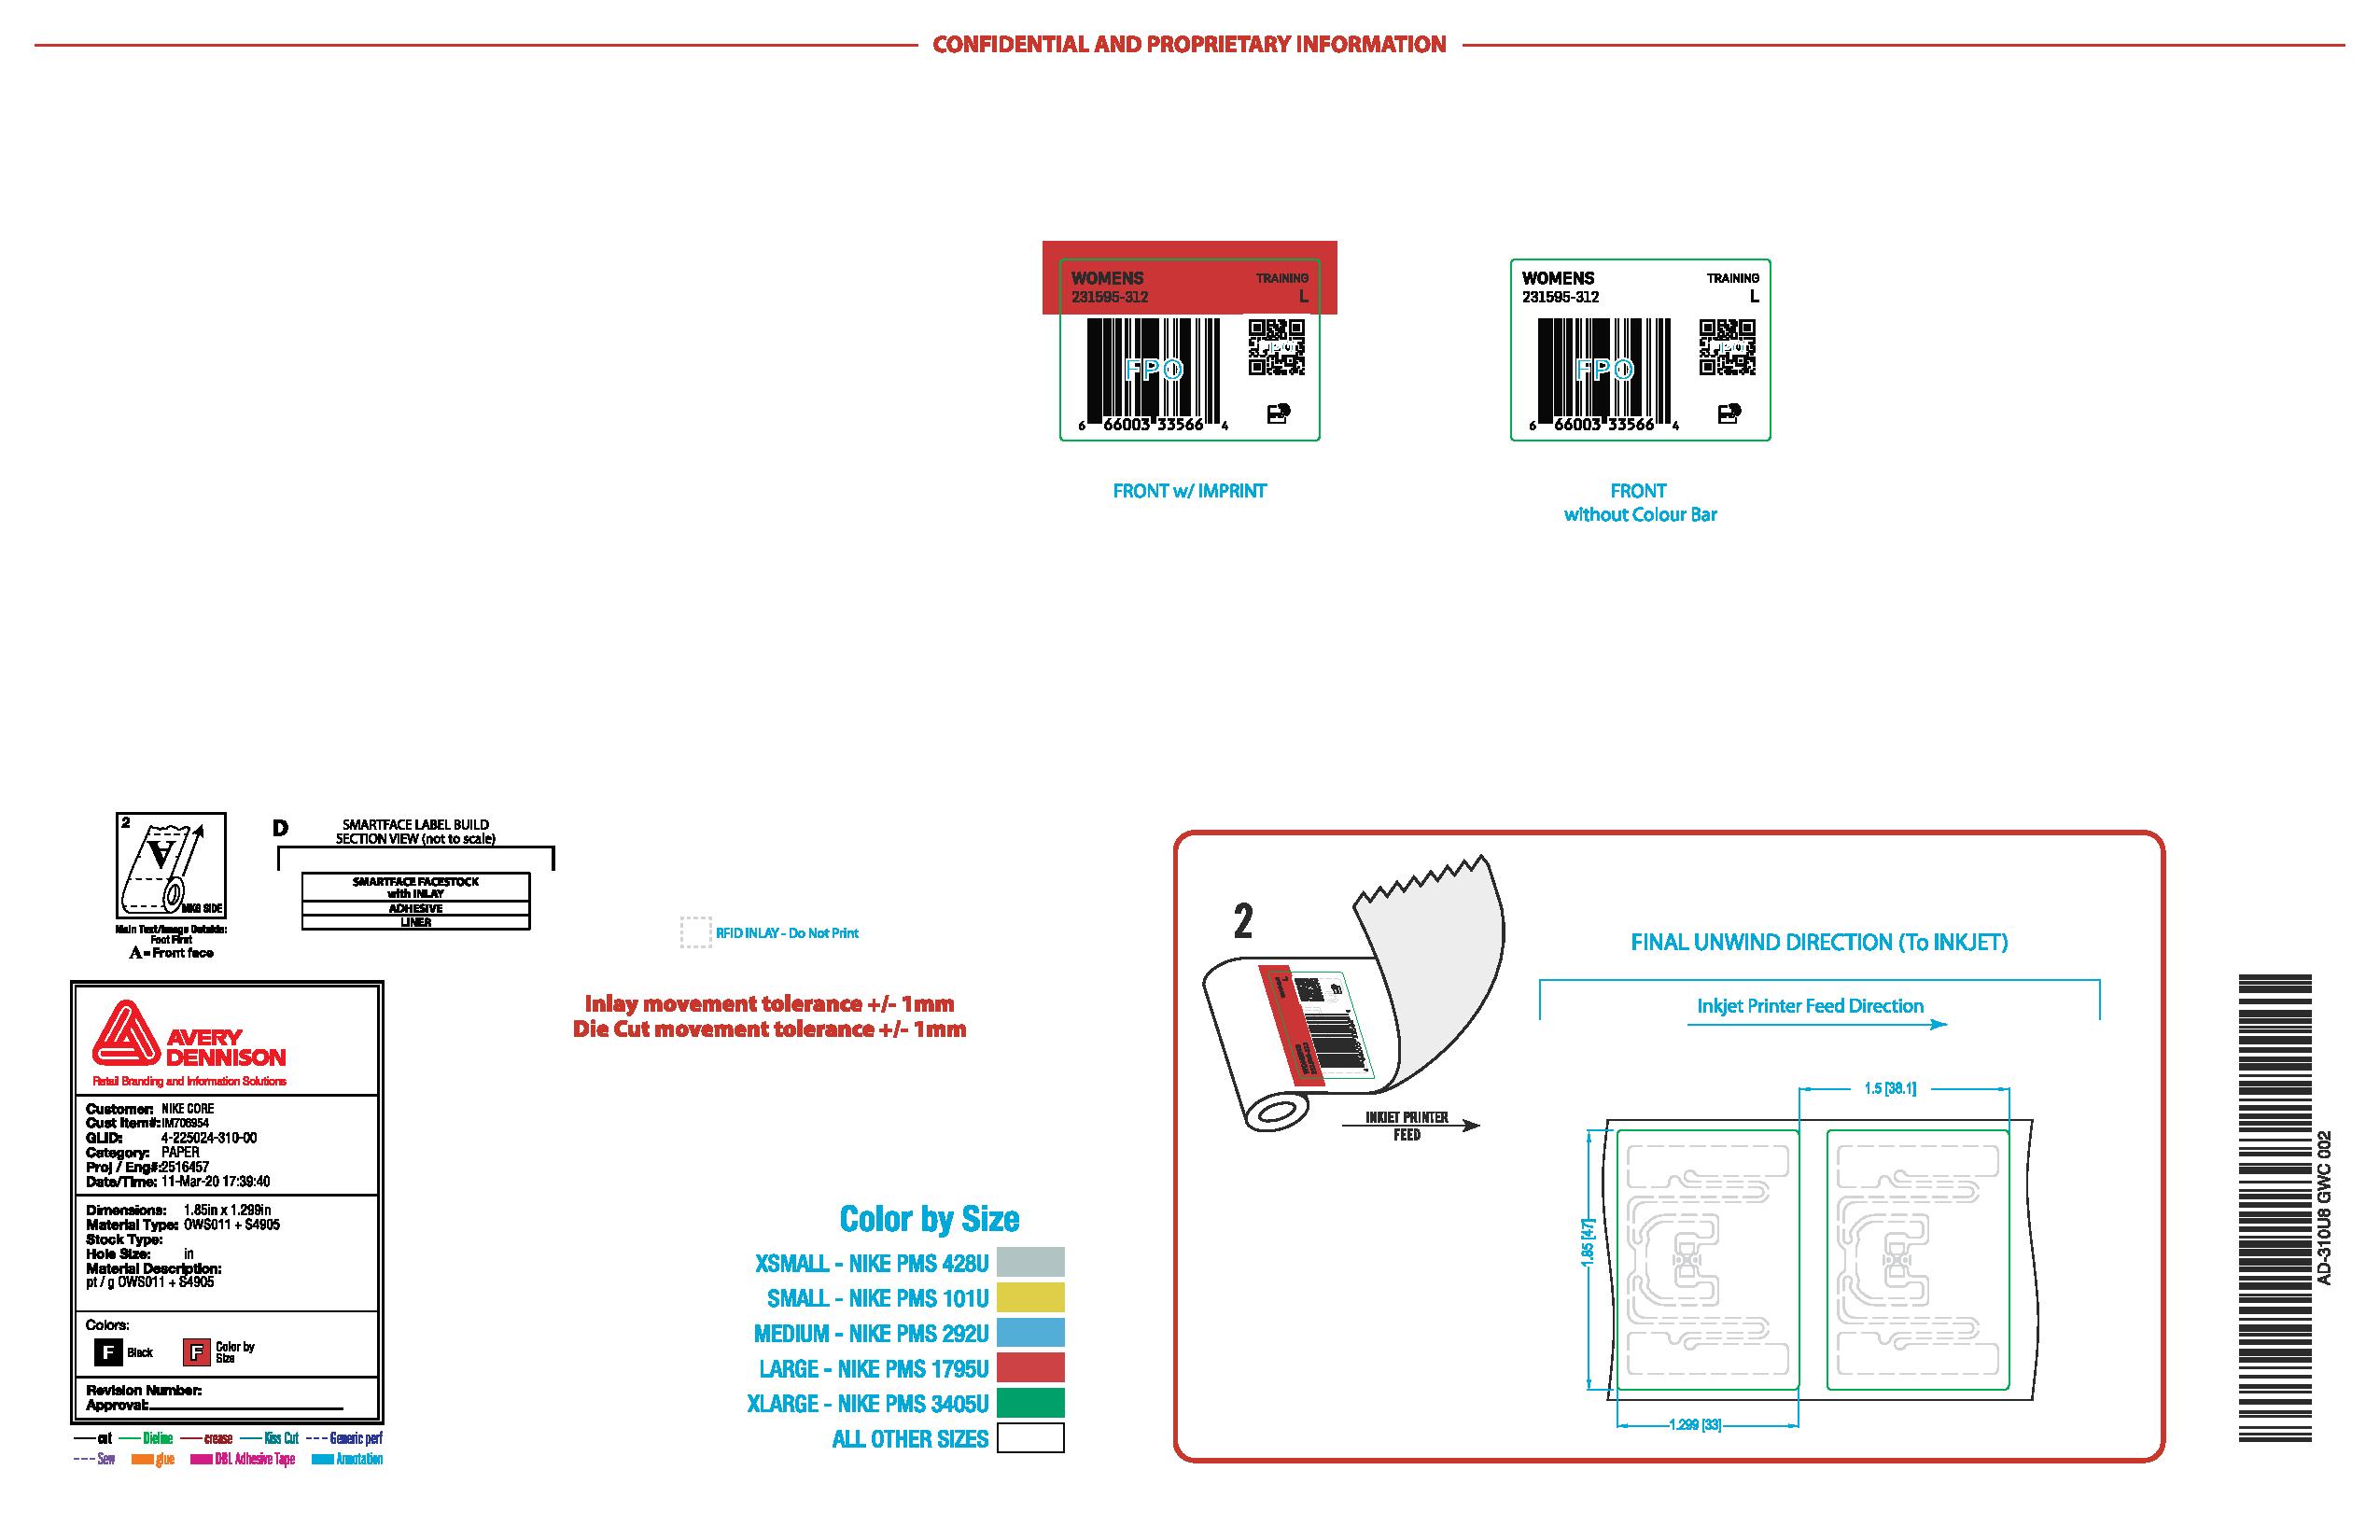 CONFIDENTIAL AND PROPRIETARY INFORMATION
WOMENS TRAINING
231595-312 L
FPO
6 66003 33566 4
FRONT w/ IMPRINT
WOMENS TRAINING
231595-312 L
FPO
6 66003 33566 4
FRONT
without Colour Bar
2
A
MKG SIDE
Main Text/Image Outside:
Foot First
A = Front face
D
SMARTFACE LABEL BUILD
SECTION VIEW (not to scale)
SMARTFACE FACESTOCK
with INLAY
ADHESIVE
LINER
RFID INLAY - Do Not Print
Inlay movement tolerance +/- 1mm
Die Cut movement tolerance +/- 1mm
AVERY
DENNISON
Retail Branding and Information Solutions
Customer: NIKE CORE
Cust Item#: IM706954
GLID: 4-225024-310-00
Category: PAPER
Proj / Eng#:2516457
Date/Time: 11-Mar-20 17:39:40
Dimensions: 1.85in x 1.299in
Material Type: OWS011 + S4905
Stock Type:
Hole Size: in
Material Description:
pt / g OWS011 + S4905
Colors:
F Black F Color by
Size
Revision Number:
Approval:
cut Dieline crease Kiss Cut Generic perf
Sew glue DBL Adhesive Tape Annotation
Color by Size
XSMALL - NIKE PMS 428U
SMALL - NIKE PMS 101U
MEDIUM - NIKE PMS 292U
LARGE - NIKE PMS 1795U
XLARGE - NIKE PMS 3405U
ALL OTHER SIZES
2
INKJET PRINTER
FEED
FINAL UNWIND DIRECTION (To INKJET)
Inkjet Printer Feed Direction
1.5 [38.1]
1.85 [47]
1.299 [33]
AD-310U8 GWC 002